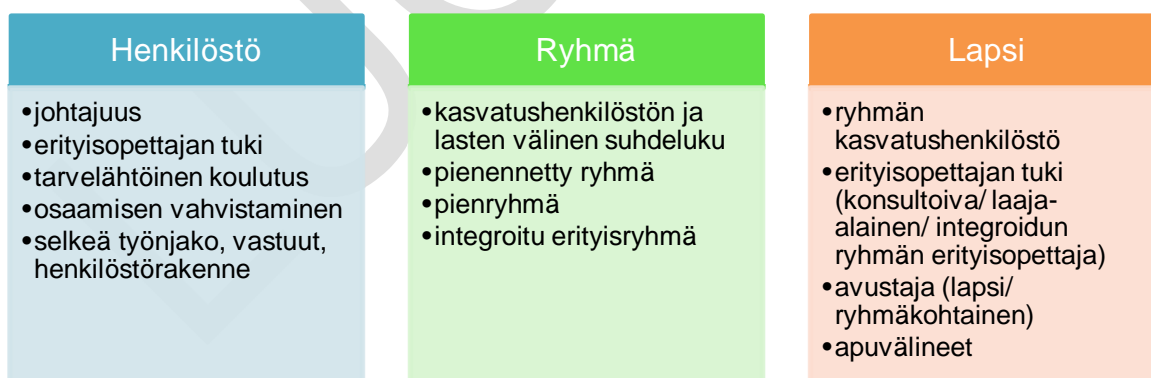 Henkilöstö
•johtajuus
•erityisopettajan tuki
•tarvelähtöinen koulutus
•osaamisen vahvistaminen
•selkeä työnjako, vastuut,
henkilöstörakenne
Ryhmä
•kasvatushenkilöstön ja
lasten välinen suhdeluku
•pienennetty ryhmä
•pienryhmä
•integroitu erityisryhmä
Lapsi
•ryhmän
kasvatushenkilöstö
•erityisopettajan tuki
(konsultoiva/ laaja-
alainen/ integroidun
ryhmän erityisopettaja)
•avustaja (lapsi/
ryhmäkohtainen)
•apuvälineet